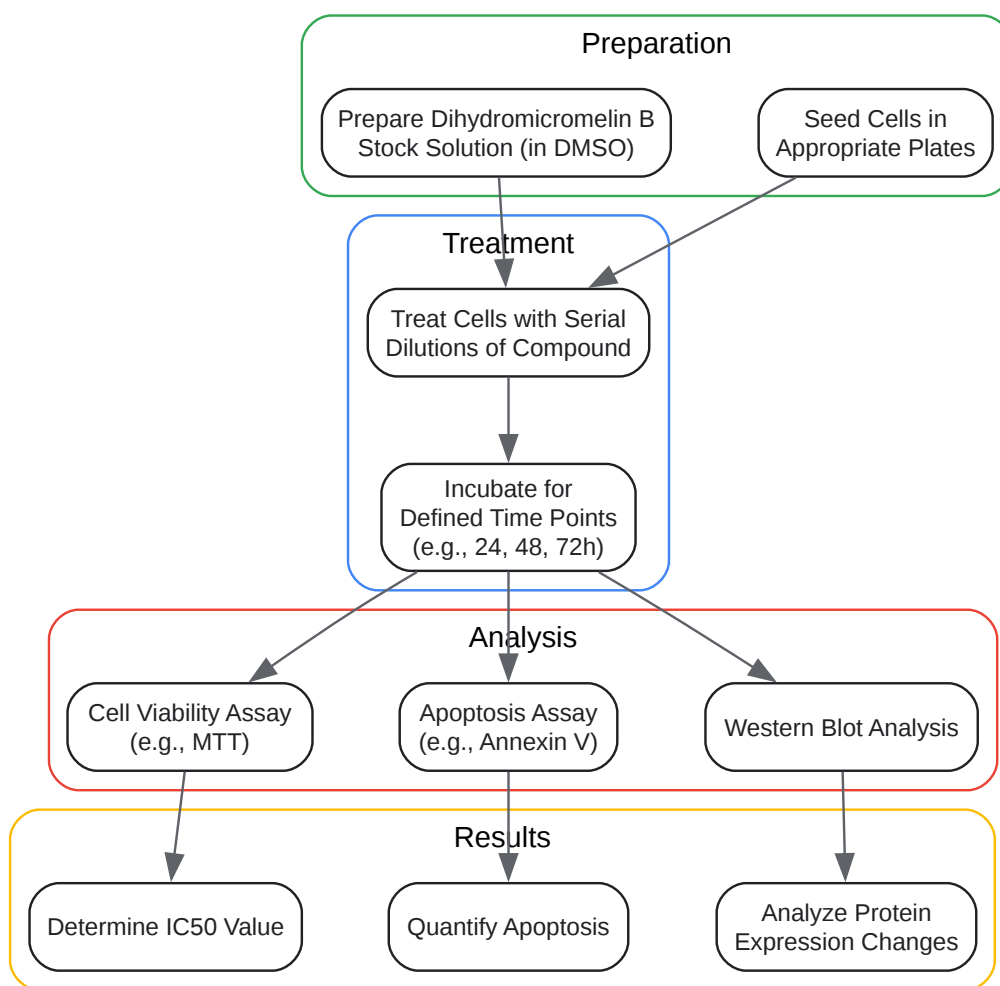 Preparation
Prepare Dihydromicromelin B
Stock Solution (in DMSO)
Seed Cells in
Appropriate Plates
Treatment
Treat Cells with Serial
Dilutions of Compound
Incubate for
Defined Time Points
(e.g., 24, 48, 72h)
Analysis
Cell Viability Assay
(e.g., MTT)
Apoptosis Assay
(e.g., Annexin V)
Western Blot Analysis
Results
Determine IC50 Value
Quantify Apoptosis
Analyze Protein
Expression Changes